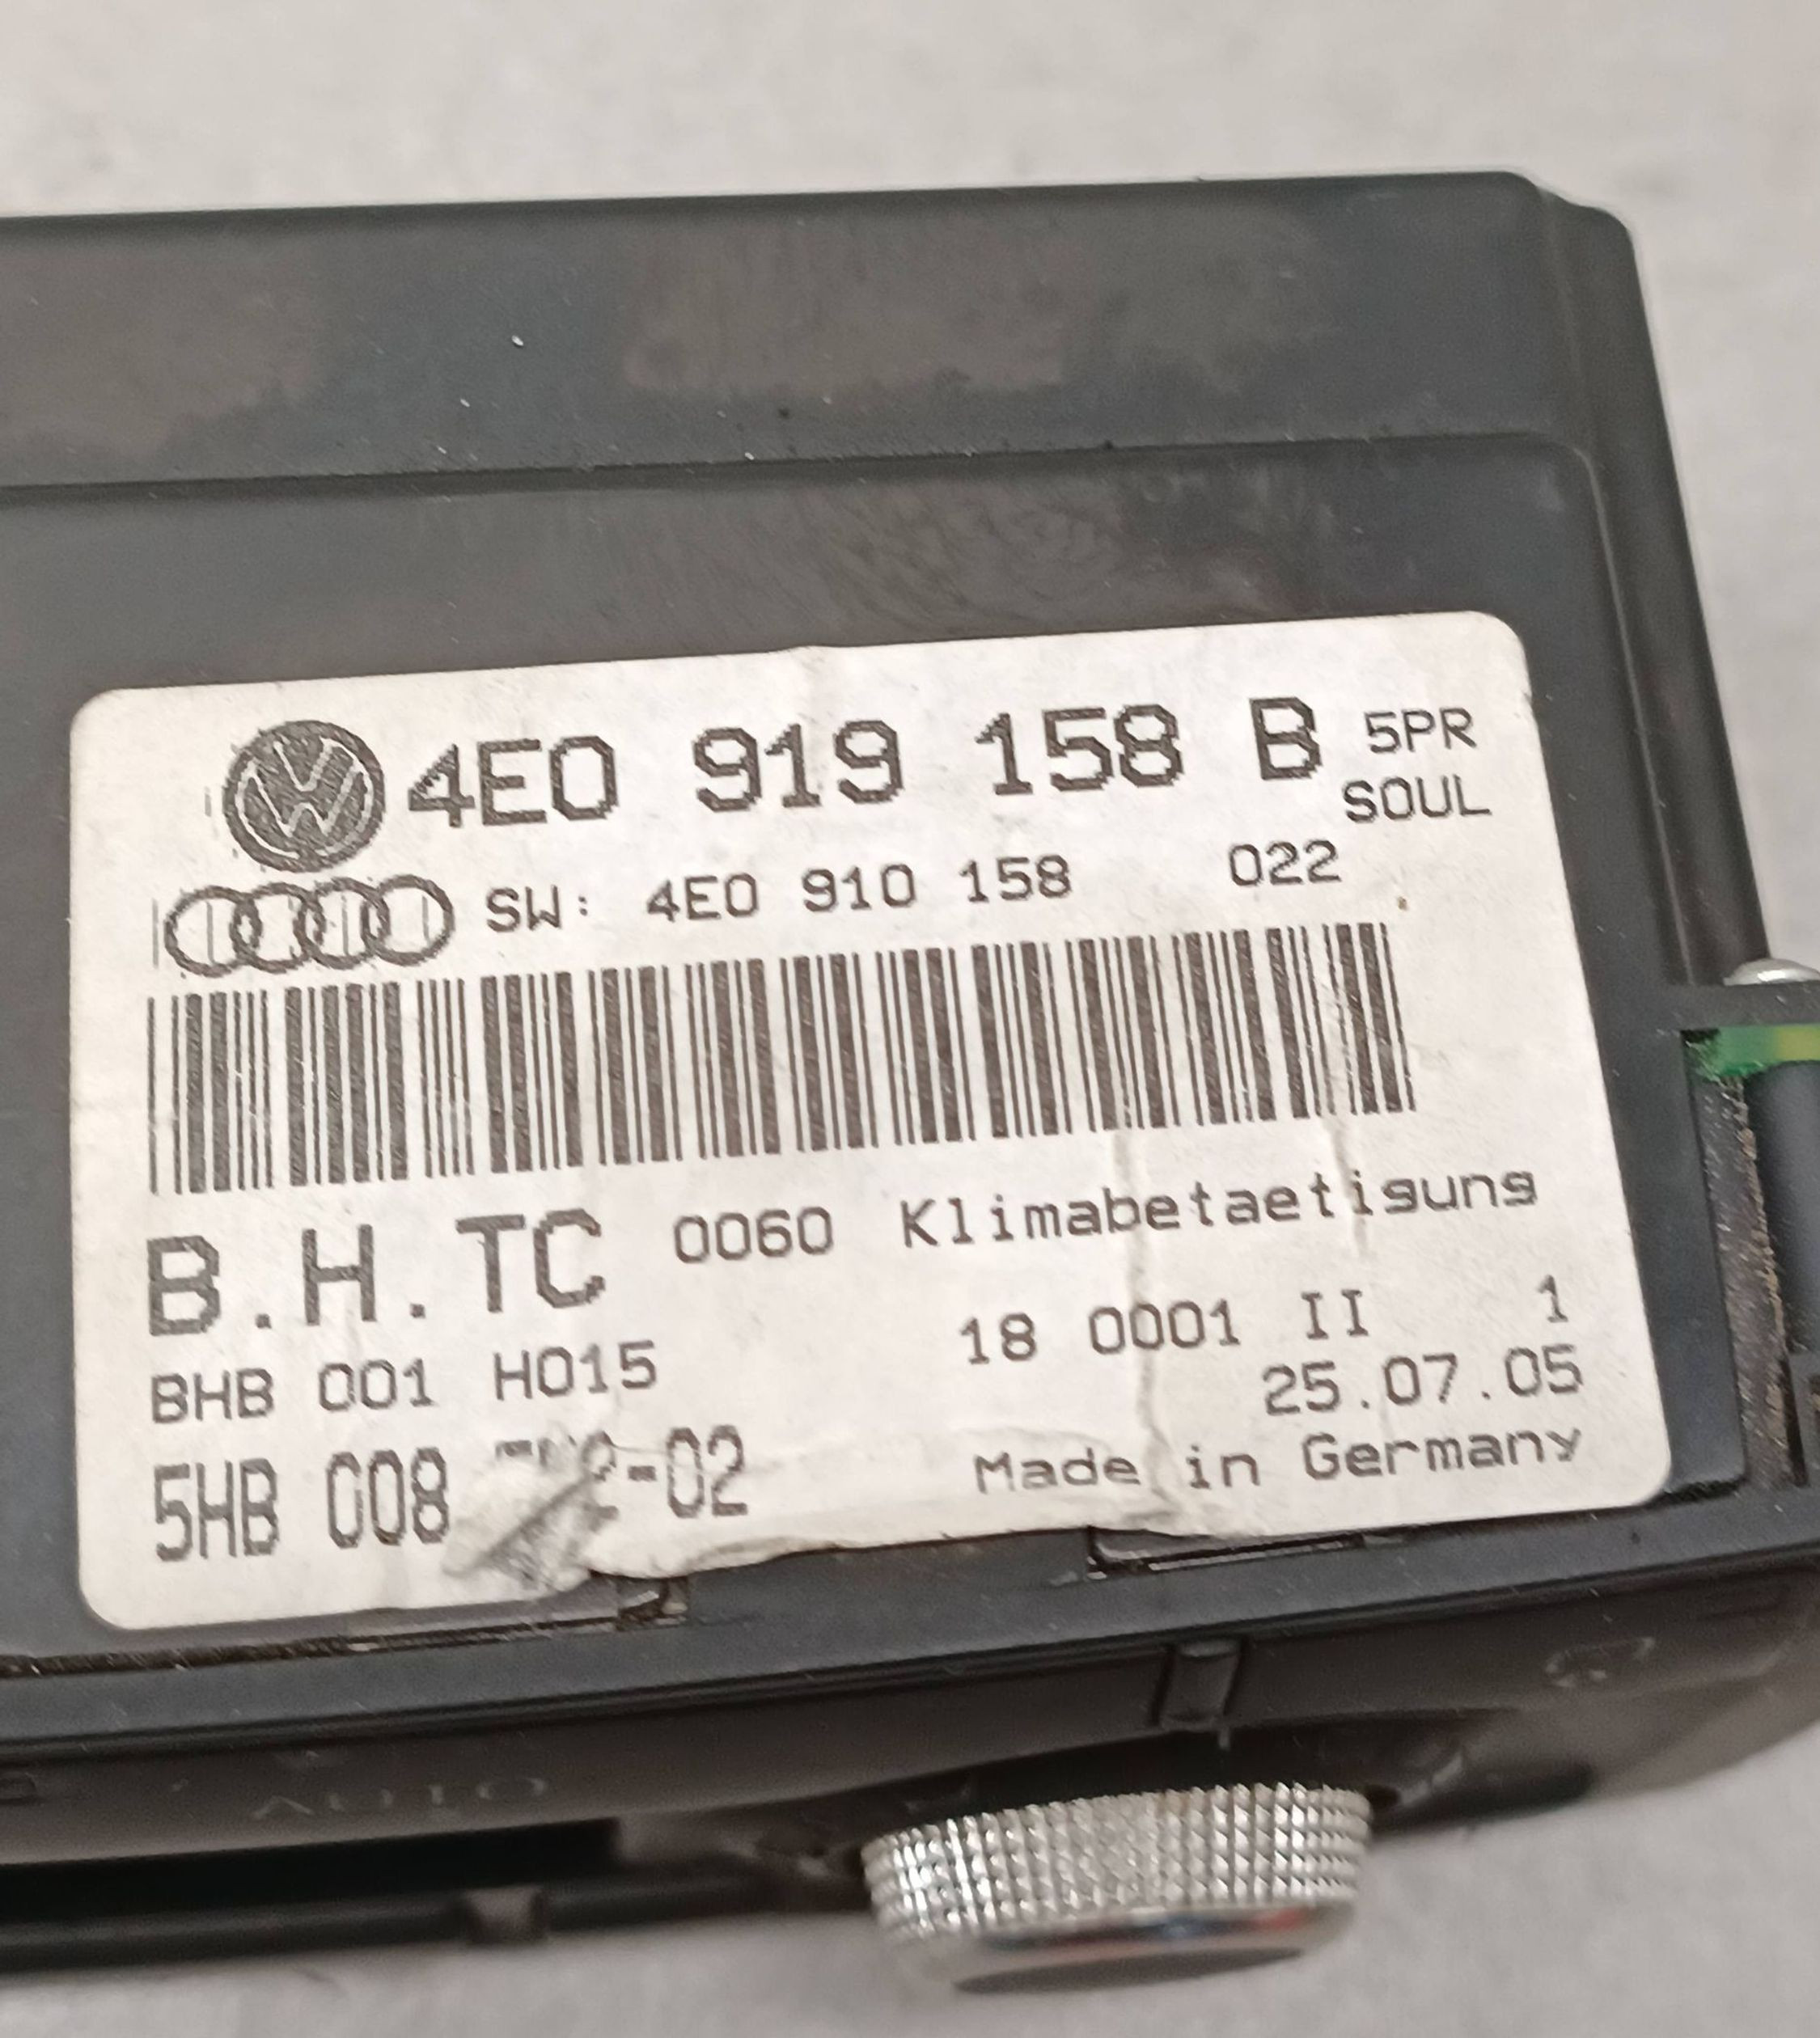 4E0 919 158 B 5PR
SOUL
SW: 4E0 910 158 022
B.H.TC 0060 Klimabetaetigung
18 0001 II 1
BHB 001 H015
25.07.05
5HB 008 -02
Made in Germany
AUTO